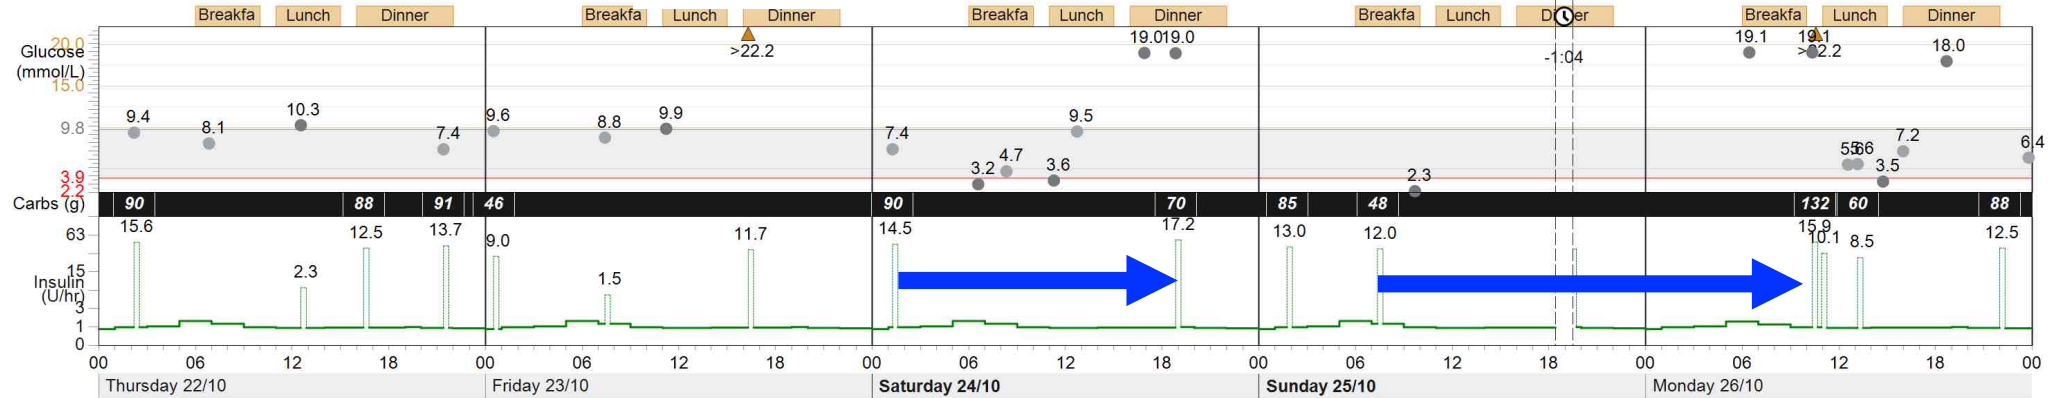 Breakfa Lunch Dinner Breakfa Lunch Dinner Breakfa Lunch Dinner Breakfa Lunch Dinner Breakfa Lunch Dinner
Glucose
(mmol/L)
20.0
15.0
9.8
3.9
2.2
9.4 8.1 10.3 7.4 9.6 8.8 9.9 >22.2 7.4 3.2 4.7 3.6 9.5 19.0 19.0 2.3 -1:04 19.1 19.1 >22.2 5.6 3.5 7.2 18.0 6.4
Carbs (g) 90 88 91 46 90 70 85 48 132 60 88
Insulin
(U/hr)
63
15
3
1
0
15.6 2.3 12.5 13.7 9.0 1.5 11.7 14.5 17.2 13.0 12.0 15.9 10.1 8.5 12.5
00 06 12 18 00 06 12 18 00 06 12 18 00 06 12 18 00 06 12 18 00
Thursday 22/10 Friday 23/10 Saturday 24/10 Sunday 25/10 Monday 26/10